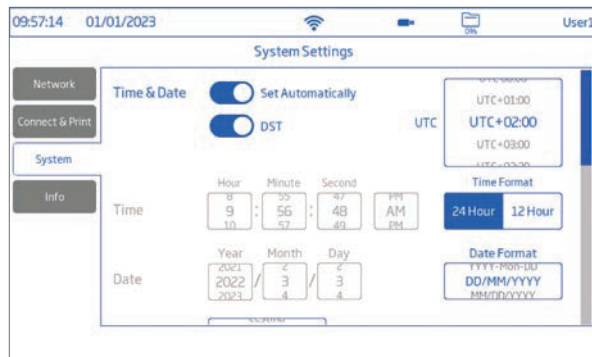 09:57:14 01/01/2023 0% User1
System Settings
Network
Connect & Print
System
Info
Time & Date Set Automatically
DST
UTC
UTC+01:00
UTC+02:00
UTC+03:00
Hour Minute Second
8 55 47 PM
9 : 56 : 48 AM
10 57 49 PM
Time
Time Format
24 Hour 12 Hour
Year Month Day
2021 2 2
2022 / 3 / 3
2023 4 4
Date
Date Format
YYYY-Mon-DD
DD/MM/YYYY
MM/DD/YYYY